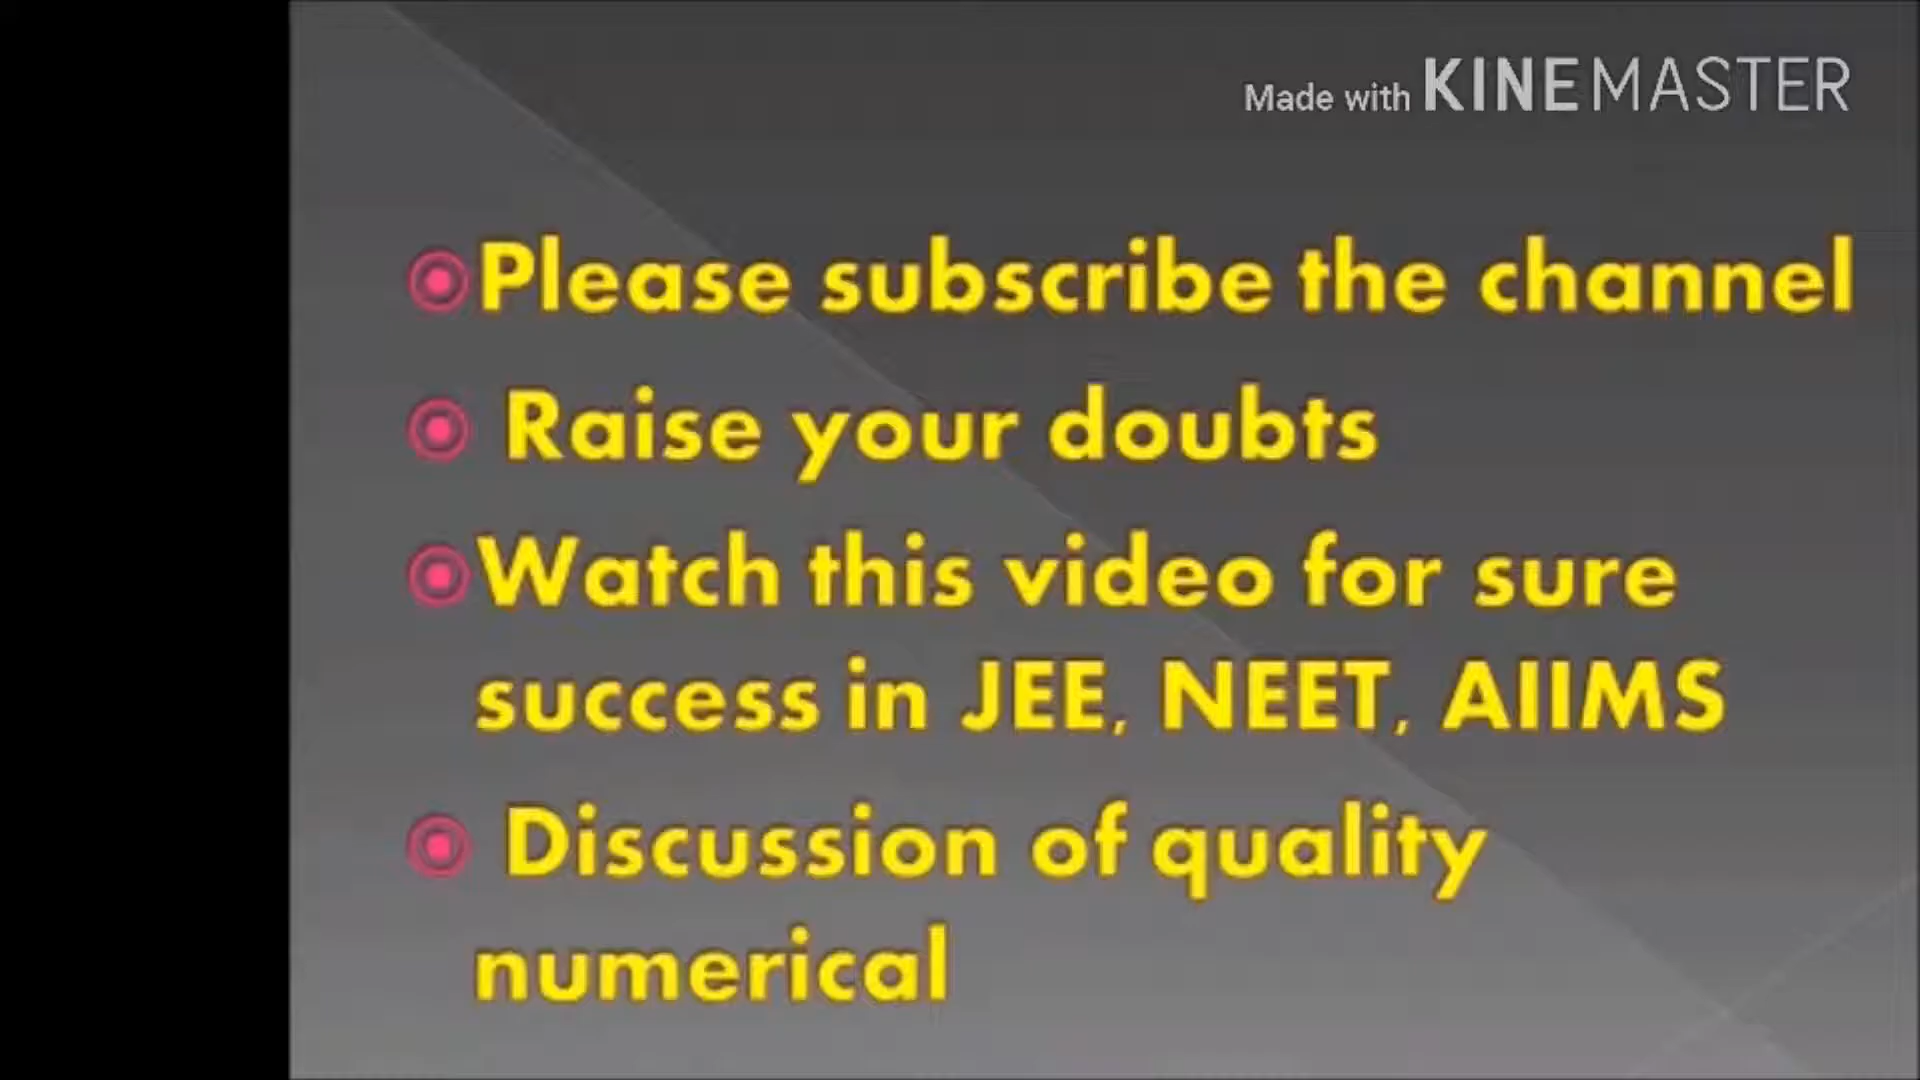 Made with KINEMASTER
Please subscribe the channel
Raise your doubts
Watch this video for sure
success in JEE, NEET, AIIMS
Discussion of quality
numerical